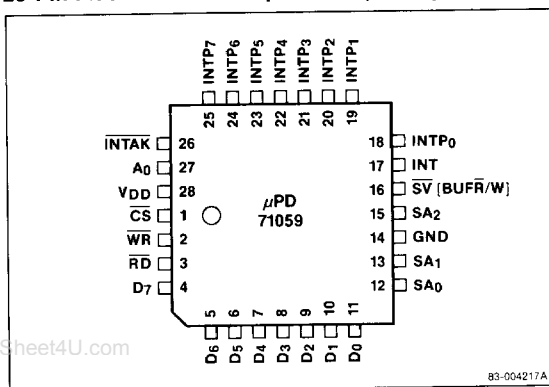 INTP7
INTP6
INTP5
INTP4
INTP3
INTP2
INTP1
25 24 23 22 21 20 19
INTAK 26
A0 27
VDD 28
CS 1
WR 2
RD 3
D7 4
μPD
71059
18 INTP0
17 INT
16 SV [BUFR/W]
15 SA2
14 GND
13 SA1
12 SA0
5 6 7 8 9 10 11
D6
D5
D4
D3
D2
D1
D0
Sheet4U.com
83-004217A